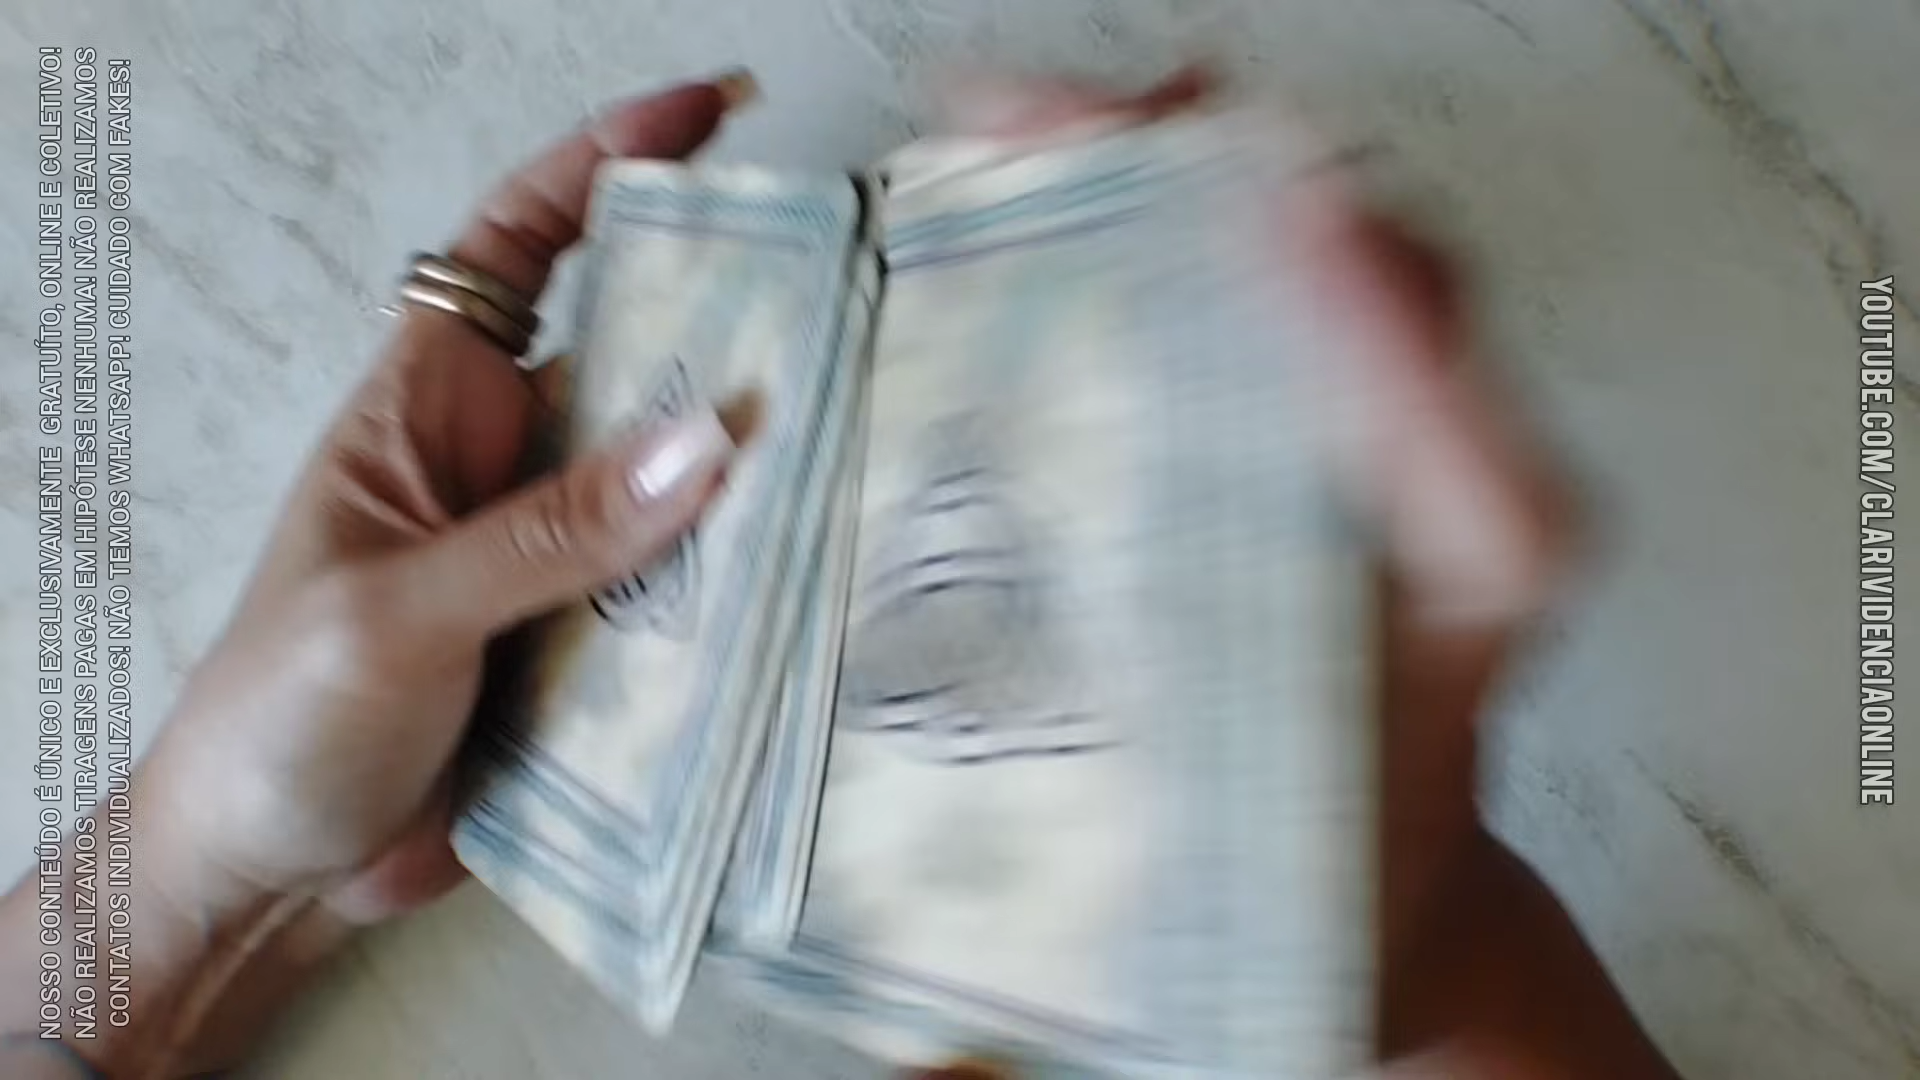 NOSSO CONTEÚDO É ÚNICO E EXCLUSIVAMENTE GRATUÍTO, ONLINE E COLETIVO!
NÃO REALIZAMOS TIRAGENS PAGAS EM HIPÓTESE NENHUMA! NÃO REALIZAMOS
CONTATOS INDIVIDUALIZADOS! NÃO TEMOS WHATSAPP! CUIDADO COM FAKES!
YOUTUBE.COM/CLARIVIDENCIAONLINE